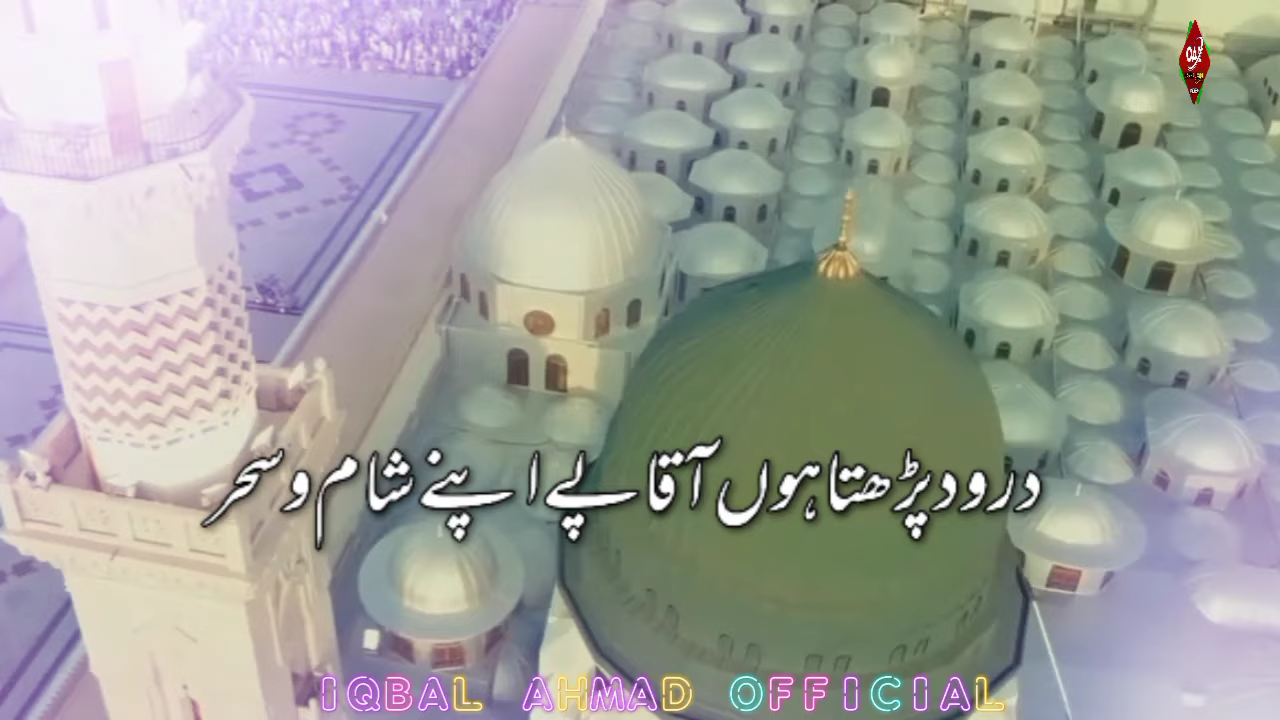 درود پڑھتا ہوں آقا پے اپنے شام و سحر
IQBAL AHMAD OFFICIAL